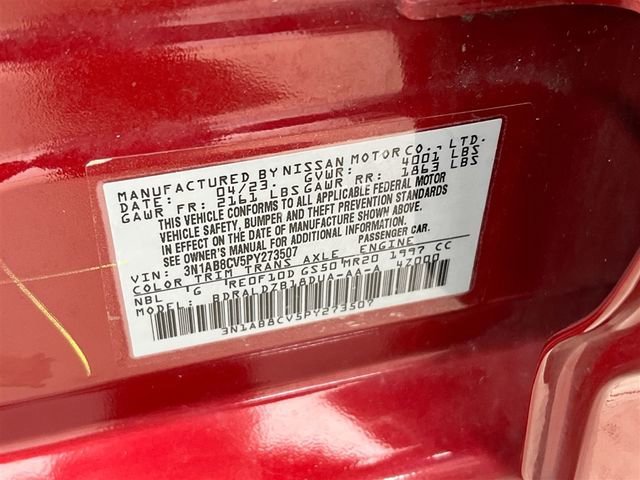 MANUFACTURED BY NISSAN MOTOR CO., LTD.
DATE: 04/23. GVWR: 4001 LBS
GAWR FR: 2161 LBS GAWR RR: 1863 LBS
THIS VEHICLE CONFORMS TO ALL APPLICABLE FEDERAL MOTOR
VEHICLE SAFETY, BUMPER AND THEFT PREVENTION STANDARDS
IN EFFECT ON THE DATE OF MANUFACTURE SHOWN ABOVE.
SEE OWNER'S MANUAL FOR ADDITIONAL INFORMATION.
VIN: 3N1AB8CV5PY273507 PASSENGER CAR.
COLOR TRIM TRANS AXLE ENGINE
NBL G RE0F10D GS50 MR20 1997 CC
MODEL: BDRALDZB18DUA-AA-A 4Z000
3N1AB8CV5PY273507